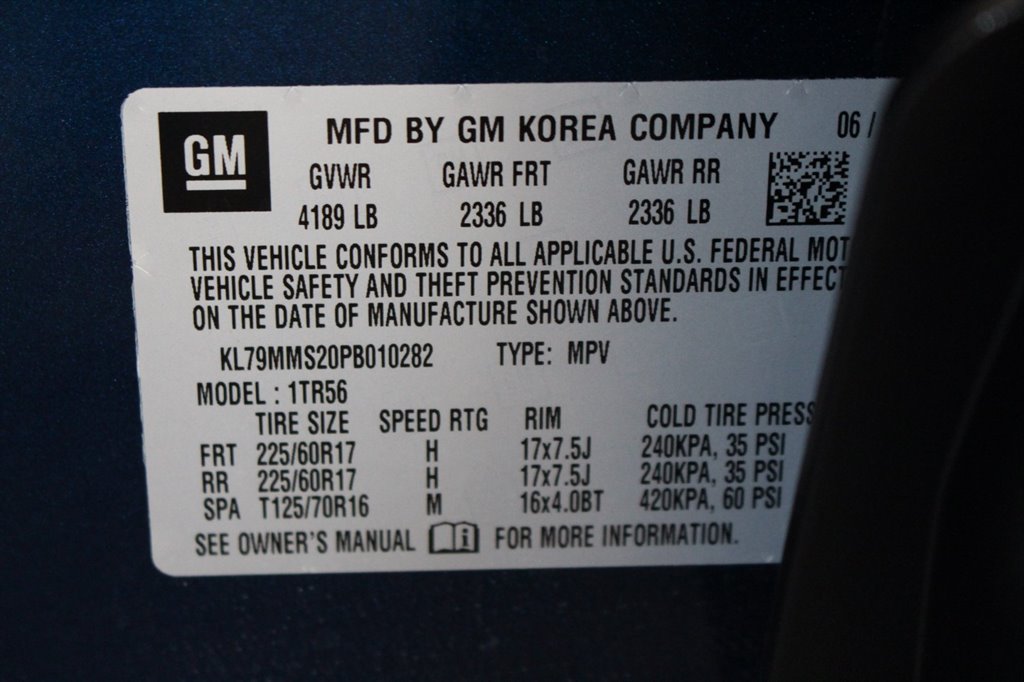 GM
MFD BY GM KOREA COMPANY 06 /
GVWR GAWR FRT GAWR RR
4189 LB 2336 LB 2336 LB
THIS VEHICLE CONFORMS TO ALL APPLICABLE U.S. FEDERAL MOT
VEHICLE SAFETY AND THEFT PREVENTION STANDARDS IN EFFECT
ON THE DATE OF MANUFACTURE SHOWN ABOVE.
KL79MMS20PB010282 TYPE: MPV
MODEL : 1TR56
TIRE SIZE SPEED RTG RIM COLD TIRE PRESS
FRT 225/60R17 H 17x7.5J 240KPA, 35 PSI
RR 225/60R17 H 17x7.5J 240KPA, 35 PSI
SPA T125/70R16 M 16x4.0BT 420KPA, 60 PSI
SEE OWNER'S MANUAL i FOR MORE INFORMATION.